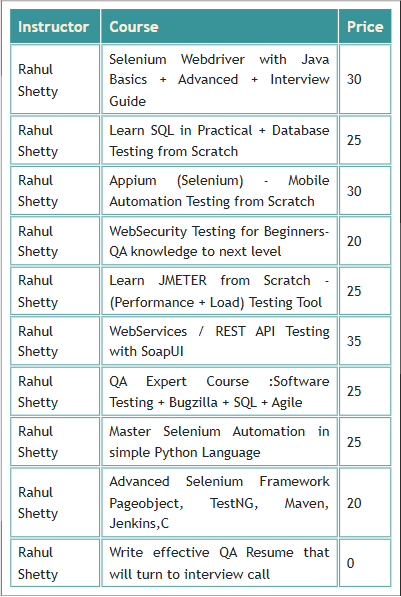 Instructor Course Price
Rahul Shetty Selenium Webdriver with Java Basics + Advanced + Interview Guide 30
Rahul Shetty Learn SQL in Practical + Database Testing from Scratch 25
Rahul Shetty Appium (Selenium) - Mobile Automation Testing from Scratch 30
Rahul Shetty WebSecurity Testing for Beginners-QA knowledge to next level 20
Rahul Shetty Learn JMETER from Scratch - (Performance + Load) Testing Tool 25
Rahul Shetty WebServices / REST API Testing with SoapUI 35
Rahul Shetty QA Expert Course :Software Testing + Bugzilla + SQL + Agile 25
Rahul Shetty Master Selenium Automation in simple Python Language 25
Rahul Shetty Advanced Selenium Framework Pageobject, TestNG, Maven, Jenkins,C 20
Rahul Shetty Write effective QA Resume that will turn to interview call 0